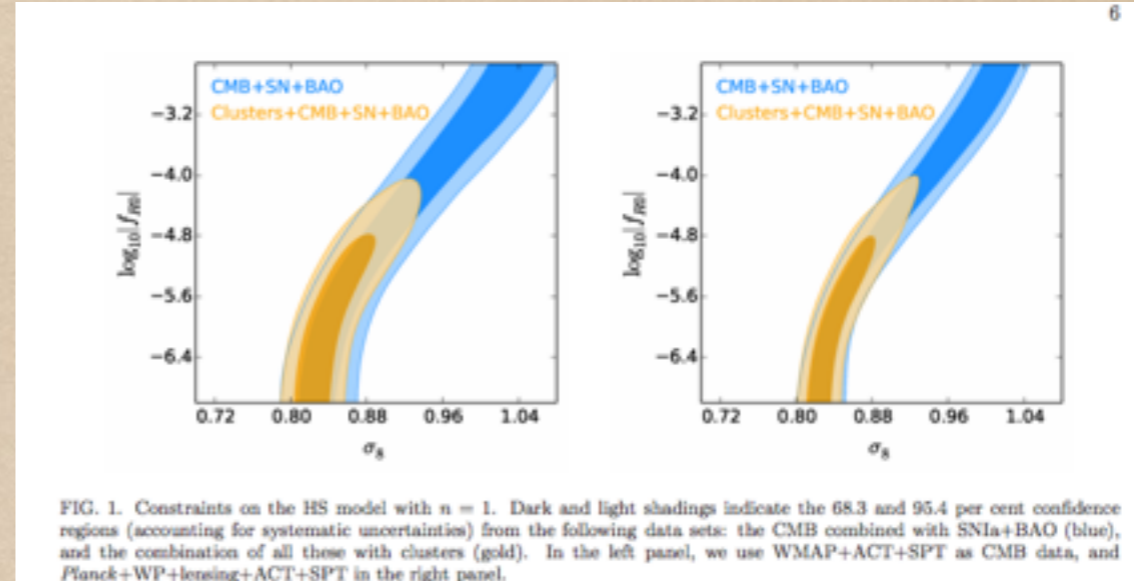 6
CMB+SN+BAO
Clusters+CMB+SN+BAO
−3.2
−4.0
−4.8
−5.6
−6.4
log₁₀|f_R0|
0.72 0.80 0.88 0.96 1.04
σ₈
CMB+SN+BAO
Clusters+CMB+SN+BAO
−3.2
−4.0
−4.8
−5.6
−6.4
log₁₀|f_R0|
0.72 0.80 0.88 0.96 1.04
σ₈
FIG. 1. Constraints on the HS model with n = 1. Dark and light shadings indicate the 68.3 and 95.4 per cent confidence
regions (accounting for systematic uncertainties) from the following data sets: the CMB combined with SNIa+BAO (blue),
and the combination of all these with clusters (gold). In the left panel, we use WMAP+ACT+SPT as CMB data, and
Planck+WP+lensing+ACT+SPT in the right panel.